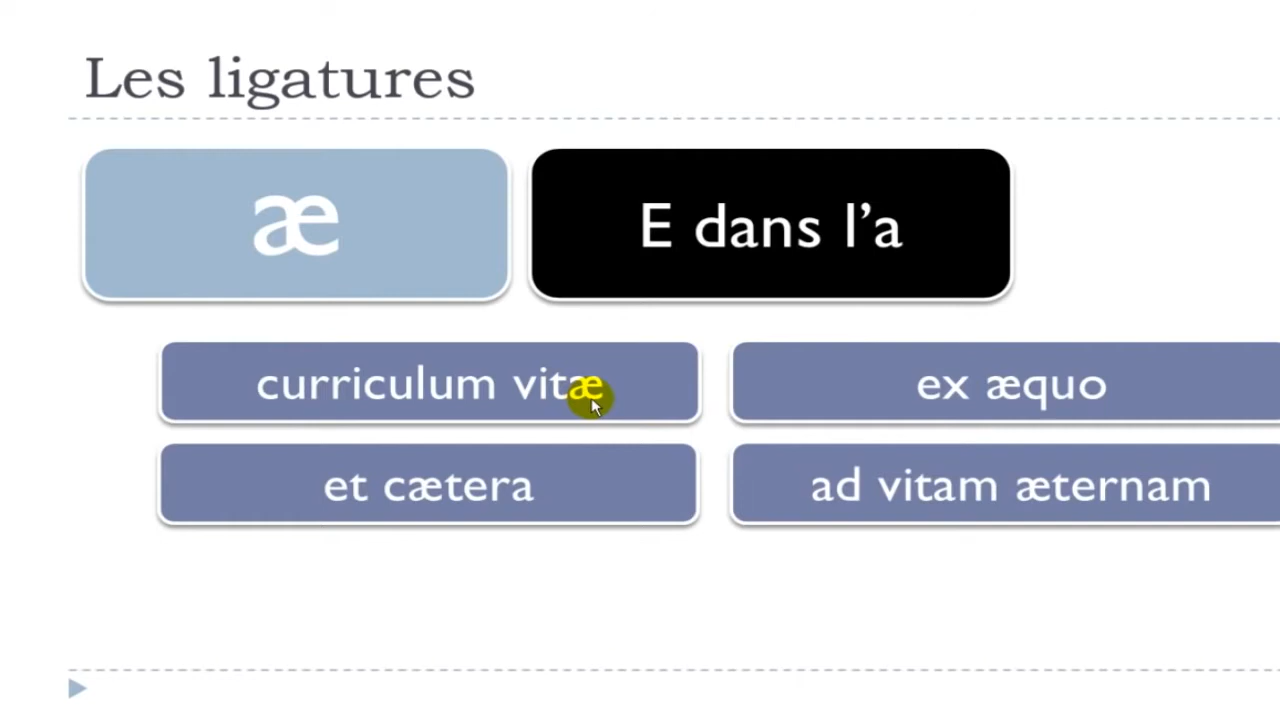 Les ligatures
æ
E dans l’a
curriculum vitæ
ex æquo
et cætera
ad vitam æternam